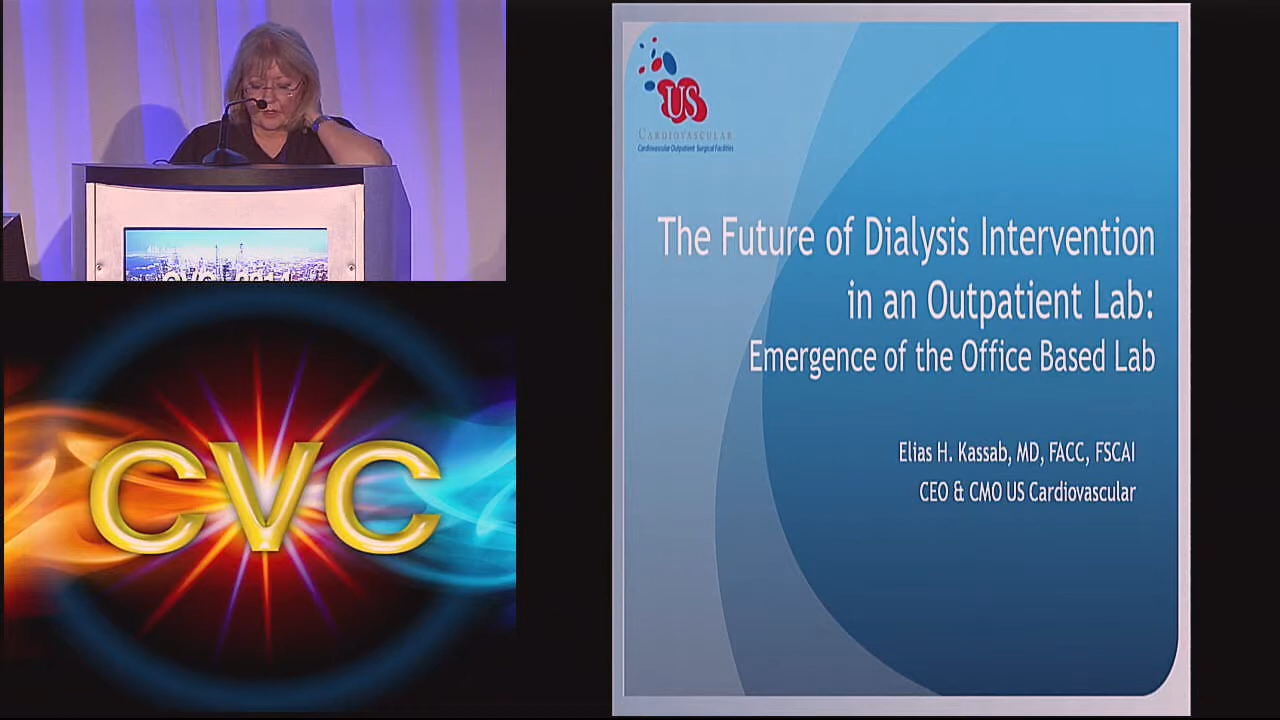 4th
CVC
US
CARDIOVASCULAR
Cardiovascular Outpatient Surgical Facilities
The Future of Dialysis Intervention
in an Outpatient Lab:
Emergence of the Office Based Lab
Elias H. Kassab, MD, FACC, FSCAI
CEO & CMO US Cardiovascular